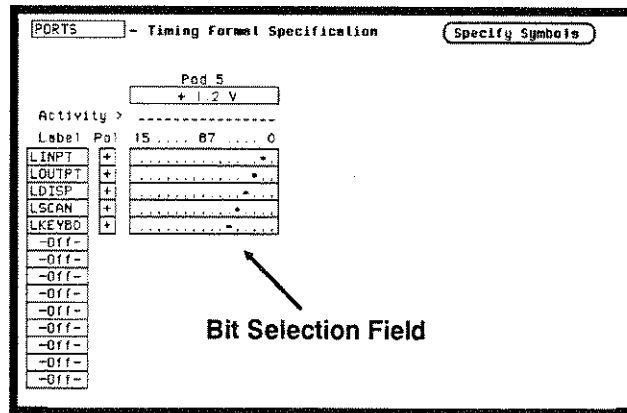 PORTS - Timing Format Specification Specify Symbols
Pod 5
+ 1.2 V
Activity > ----------------
Label Pol 15 .... 87 .... 0
LINPT + .............*.
LOUTPT + ............*..
LDISP + ...........*...
LSCAN + ..........*....
LKEYBD + .........*.....
-Off-
-Off-
-Off-
-Off-
-Off-
-Off-
-Off-
-Off-
-Off-
Bit Selection Field